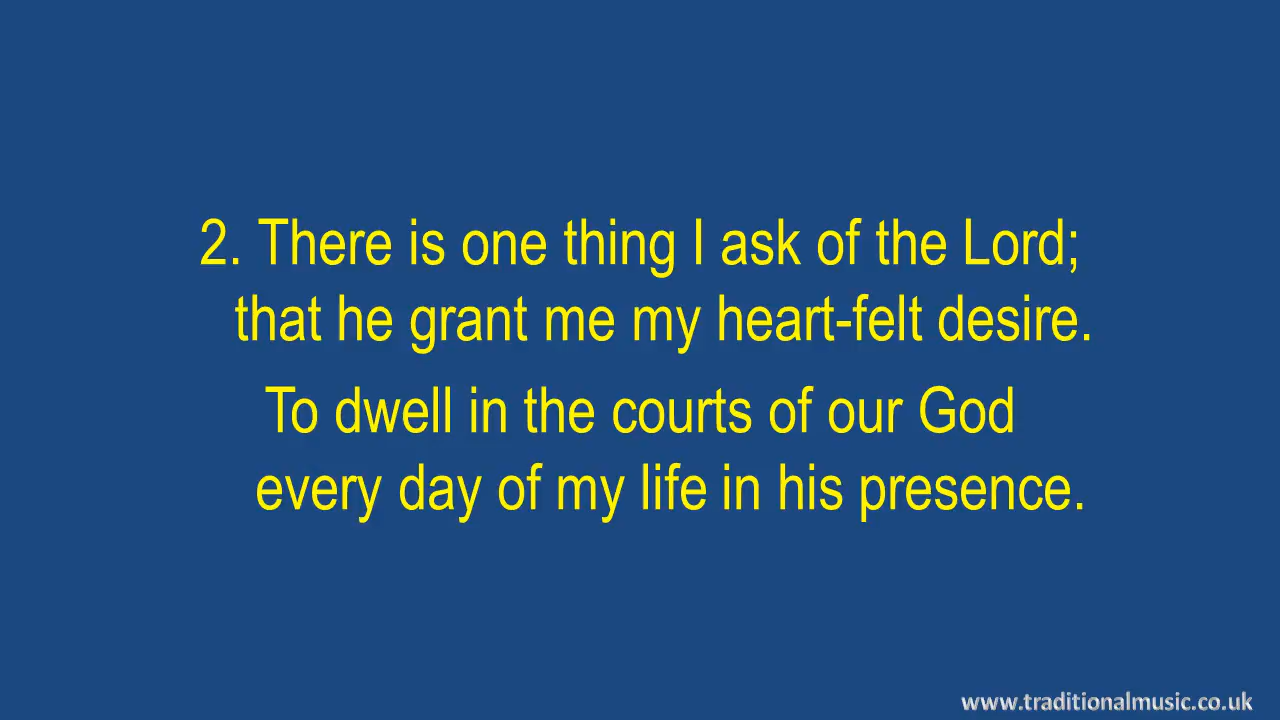 2. There is one thing I ask of the Lord;
that he grant me my heart-felt desire.
To dwell in the courts of our God
every day of my life in his presence.
www.traditionalmusic.co.uk